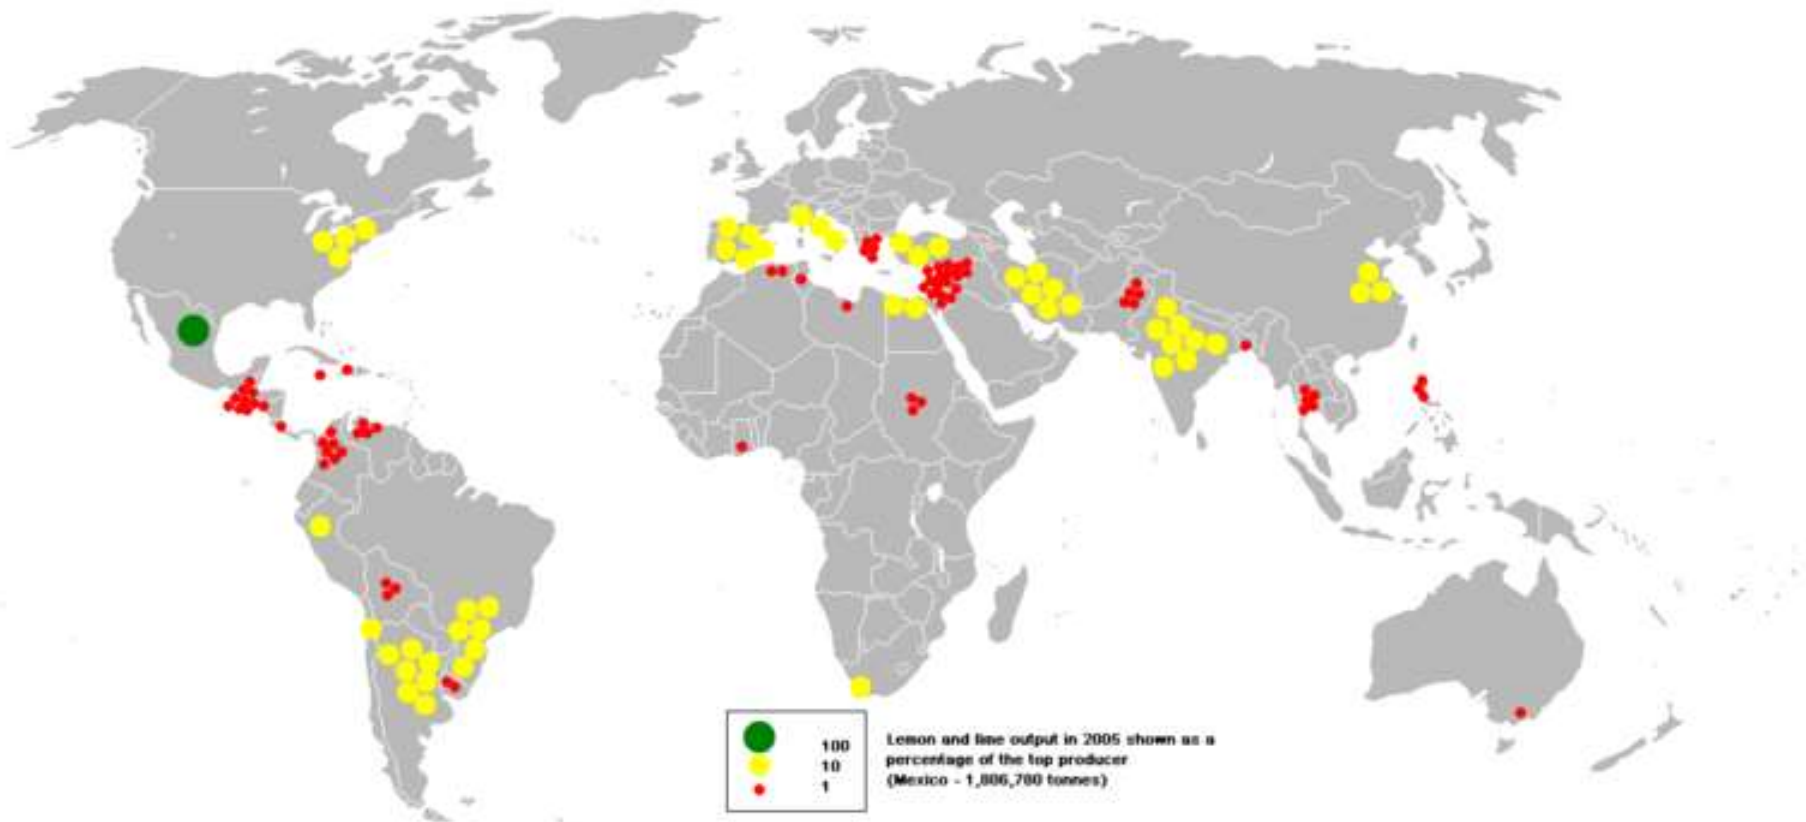 100
10
1
Lemon and lime output in 2005 shown as a
percentage of the top producer
(Mexico - 1,806,780 tonnes)